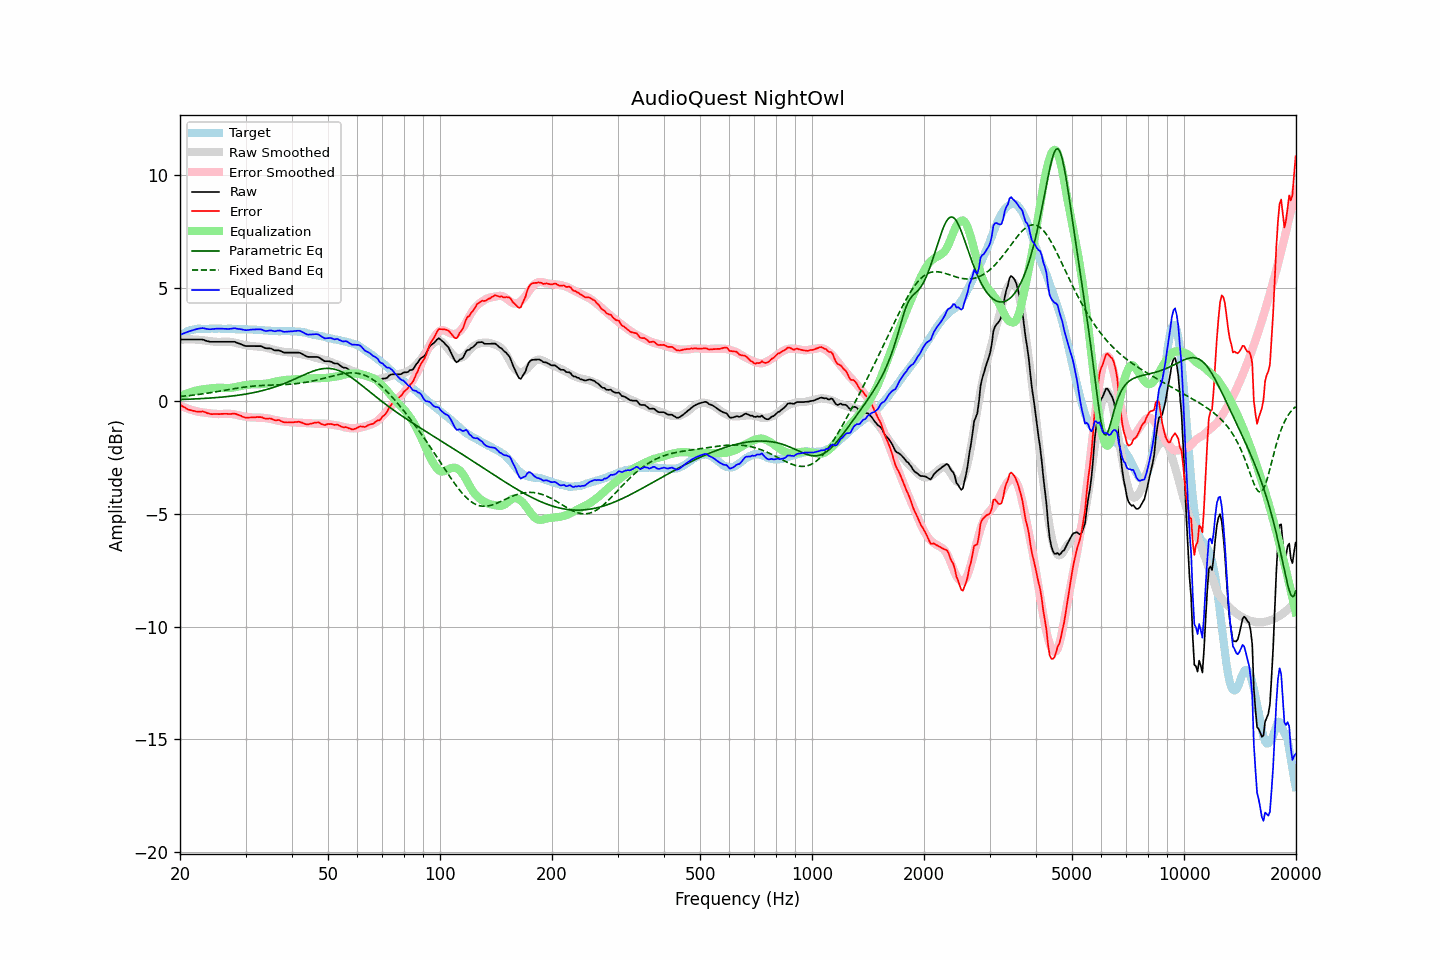 AudioQuest NightOwl
Target
Raw Smoothed
Error Smoothed
Raw
Error
Equalization
Parametric Eq
Fixed Band Eq
Equalized
10
5
0
−5
−10
−15
−20
Amplitude (dBr)
20
50
100
200
500
1000
2000
5000
10000
20000
Frequency (Hz)